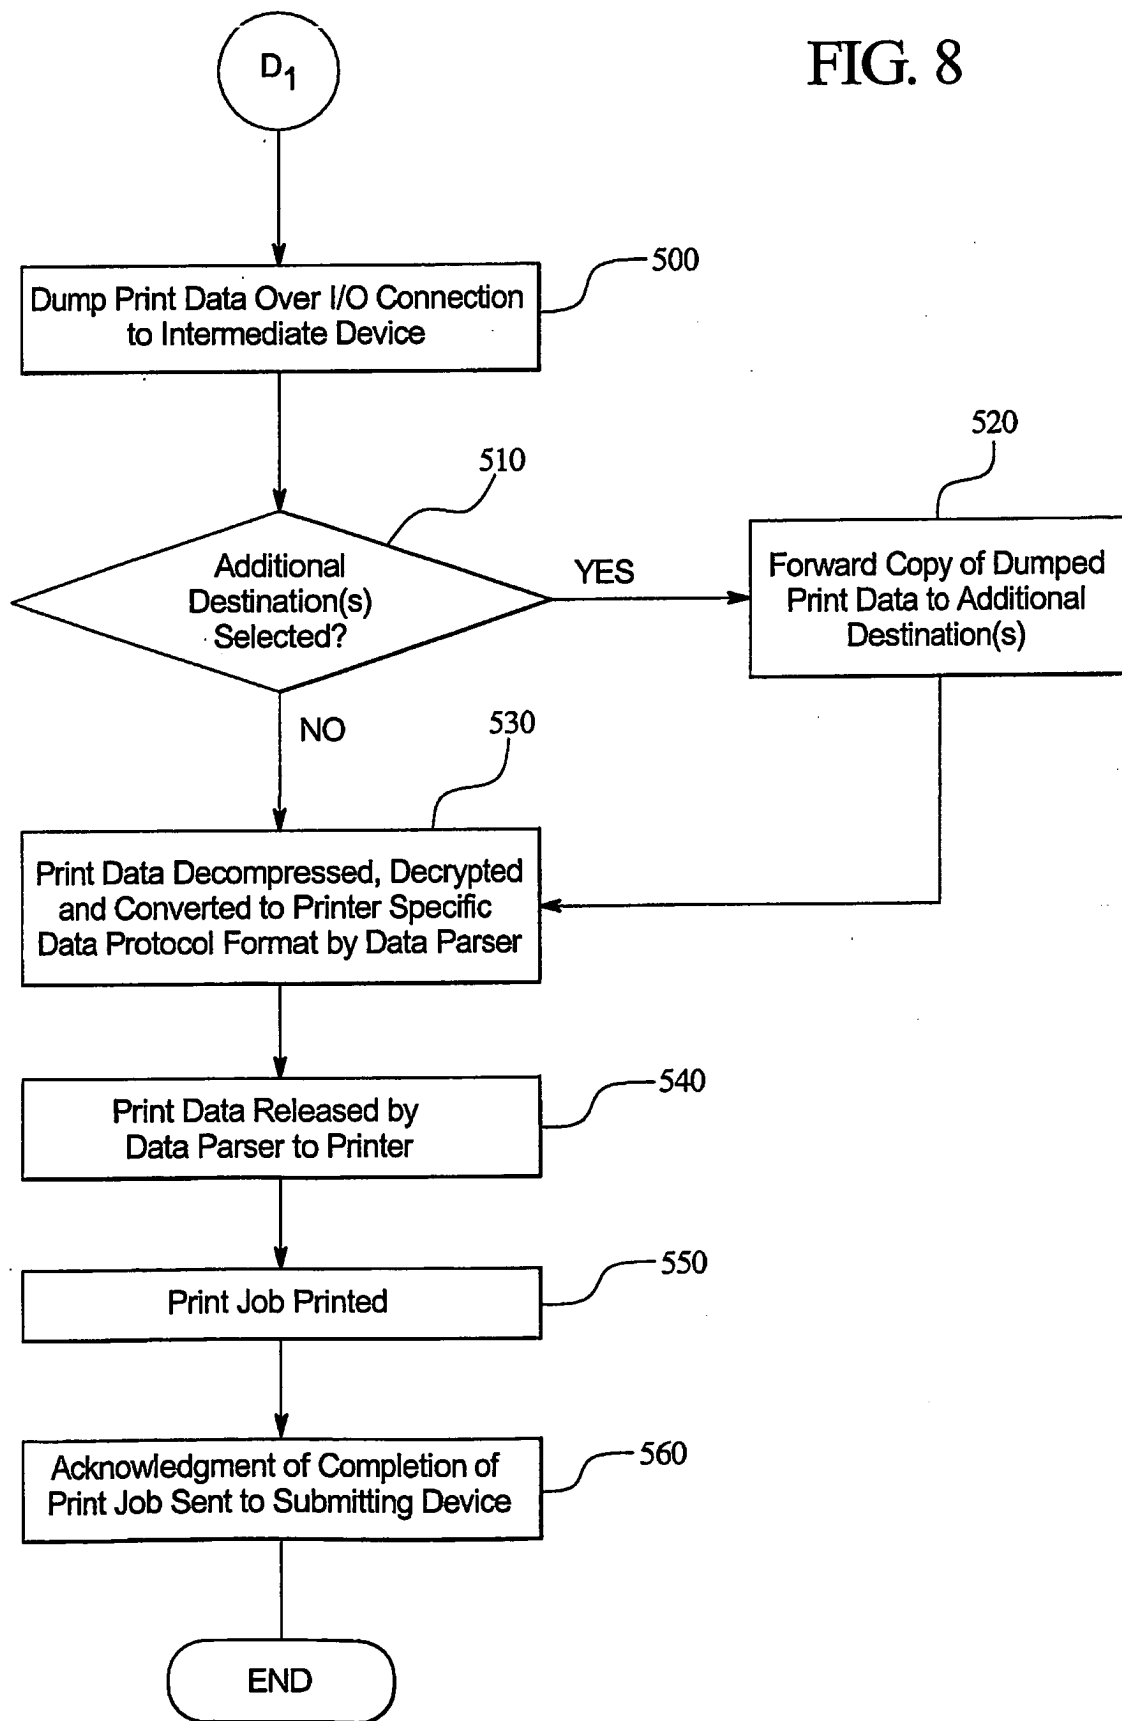 FIG. 8
D1
500
Dump Print Data Over I/O Connection
to Intermediate Device
510
520
Additional
Destination(s)
Selected?
YES
Forward Copy of Dumped
Print Data to Additional
Destination(s)
NO
530
Print Data Decompressed, Decrypted
and Converted to Printer Specific
Data Protocol Format by Data Parser
540
Print Data Released by
Data Parser to Printer
550
Print Job Printed
560
Acknowledgment of Completion of
Print Job Sent to Submitting Device
END